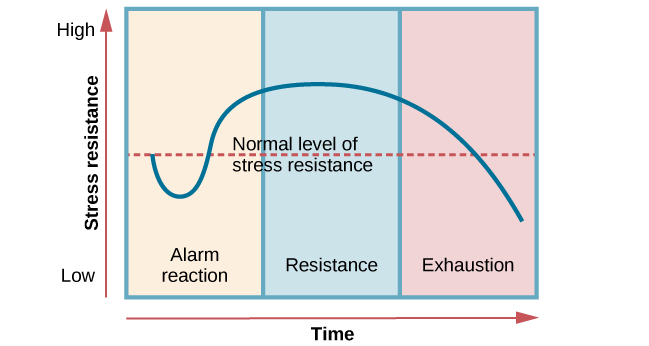 High
Stress resistance
Normal level of
stress resistance
Low
Alarm
reaction
Resistance
Exhaustion
Time